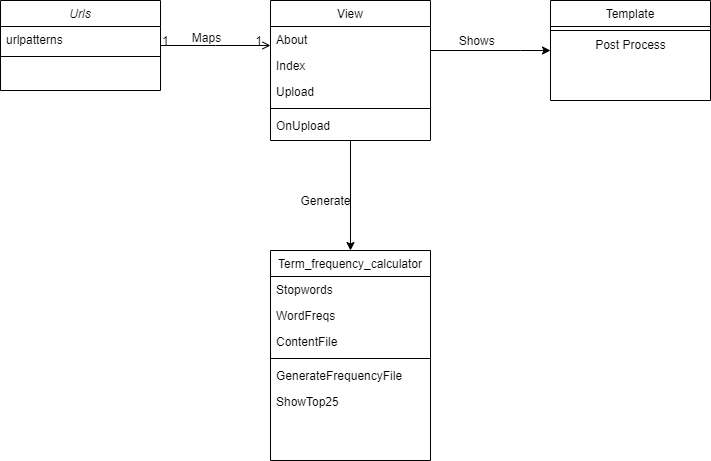 Urls
urlpatterns
1
Maps
1
View
About
Index
Upload
OnUpload
Shows
Template
Post Process
Generate
Term_frequency_calculator
Stopwords
WordFreqs
ContentFile
GenerateFrequencyFile
ShowTop25